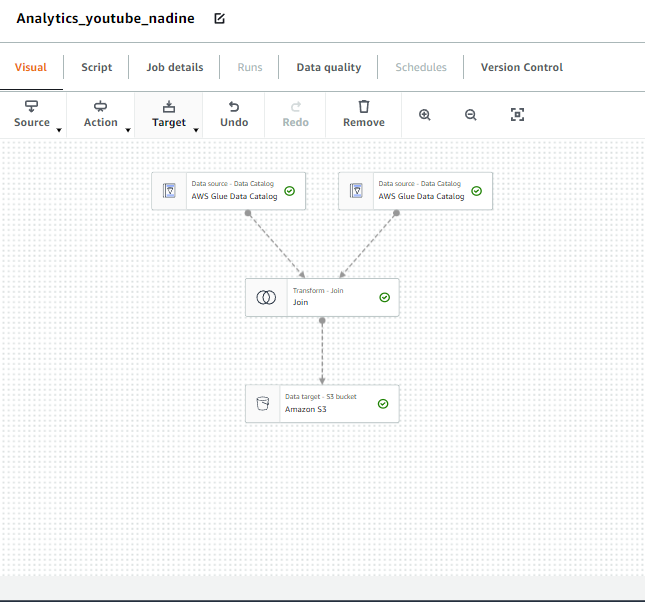 Analytics_youtube_nadine
Visual
Script
Job details
Runs
Data quality
Schedules
Version Control
Source
Action
Target
Undo
Redo
Remove
Data source - Data Catalog
AWS Glue Data Catalog
Data source - Data Catalog
AWS Glue Data Catalog
Transform - Join
Join
Data target - S3 bucket
Amazon S3